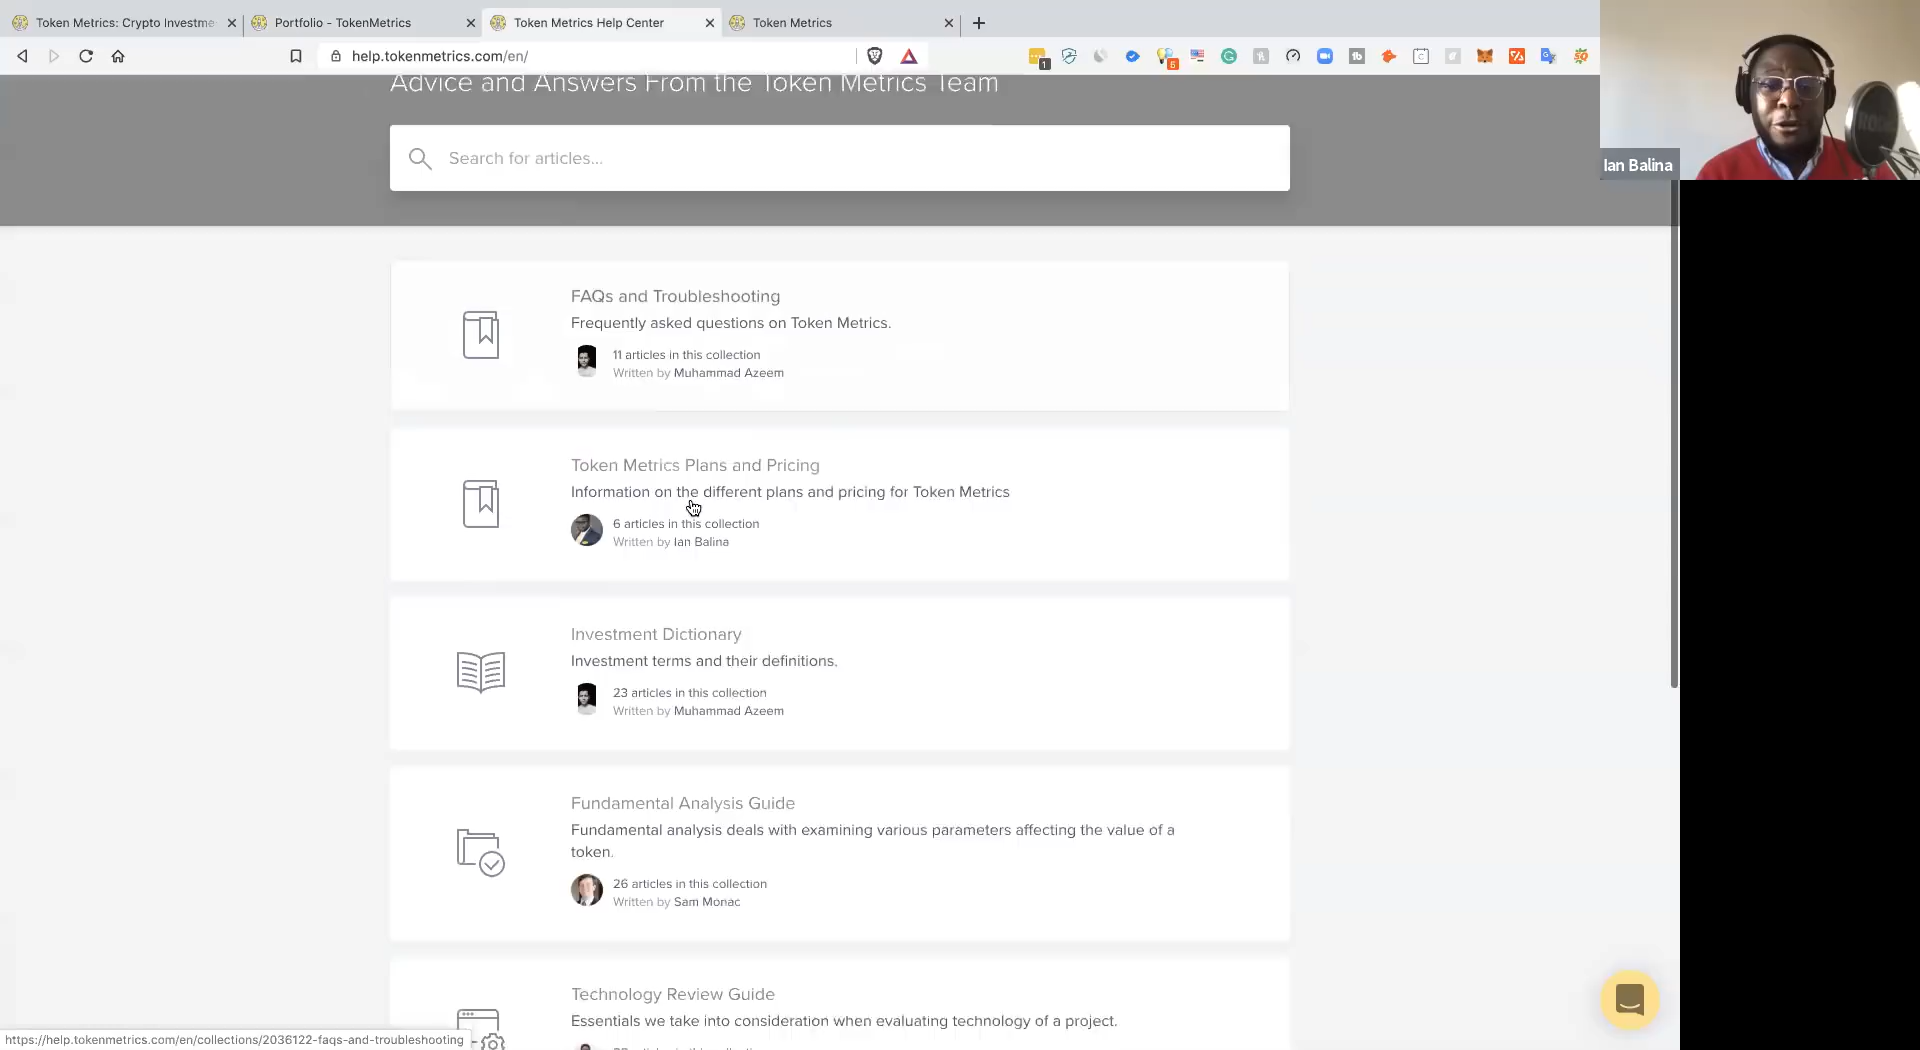 Token Metrics: Crypto Investme
Portfolio - TokenMetrics
Token Metrics Help Center
Token Metrics
help.tokenmetrics.com/en/
1
6
Ian Balina
Advice and Answers From the Token Metrics Team
Search for articles...
FAQs and Troubleshooting
Frequently asked questions on Token Metrics.
11 articles in this collection
Written by Muhammad Azeem
Token Metrics Plans and Pricing
Information on the different plans and pricing for Token Metrics
6 articles in this collection
Written by Ian Balina
Investment Dictionary
Investment terms and their definitions.
23 articles in this collection
Written by Muhammad Azeem
Fundamental Analysis Guide
Fundamental analysis deals with examining various parameters affecting the value of a
token.
26 articles in this collection
Written by Sam Monac
Technology Review Guide
Essentials we take into consideration when evaluating technology of a project.
https://help.tokenmetrics.com/en/collections/2036122-faqs-and-troubleshooting